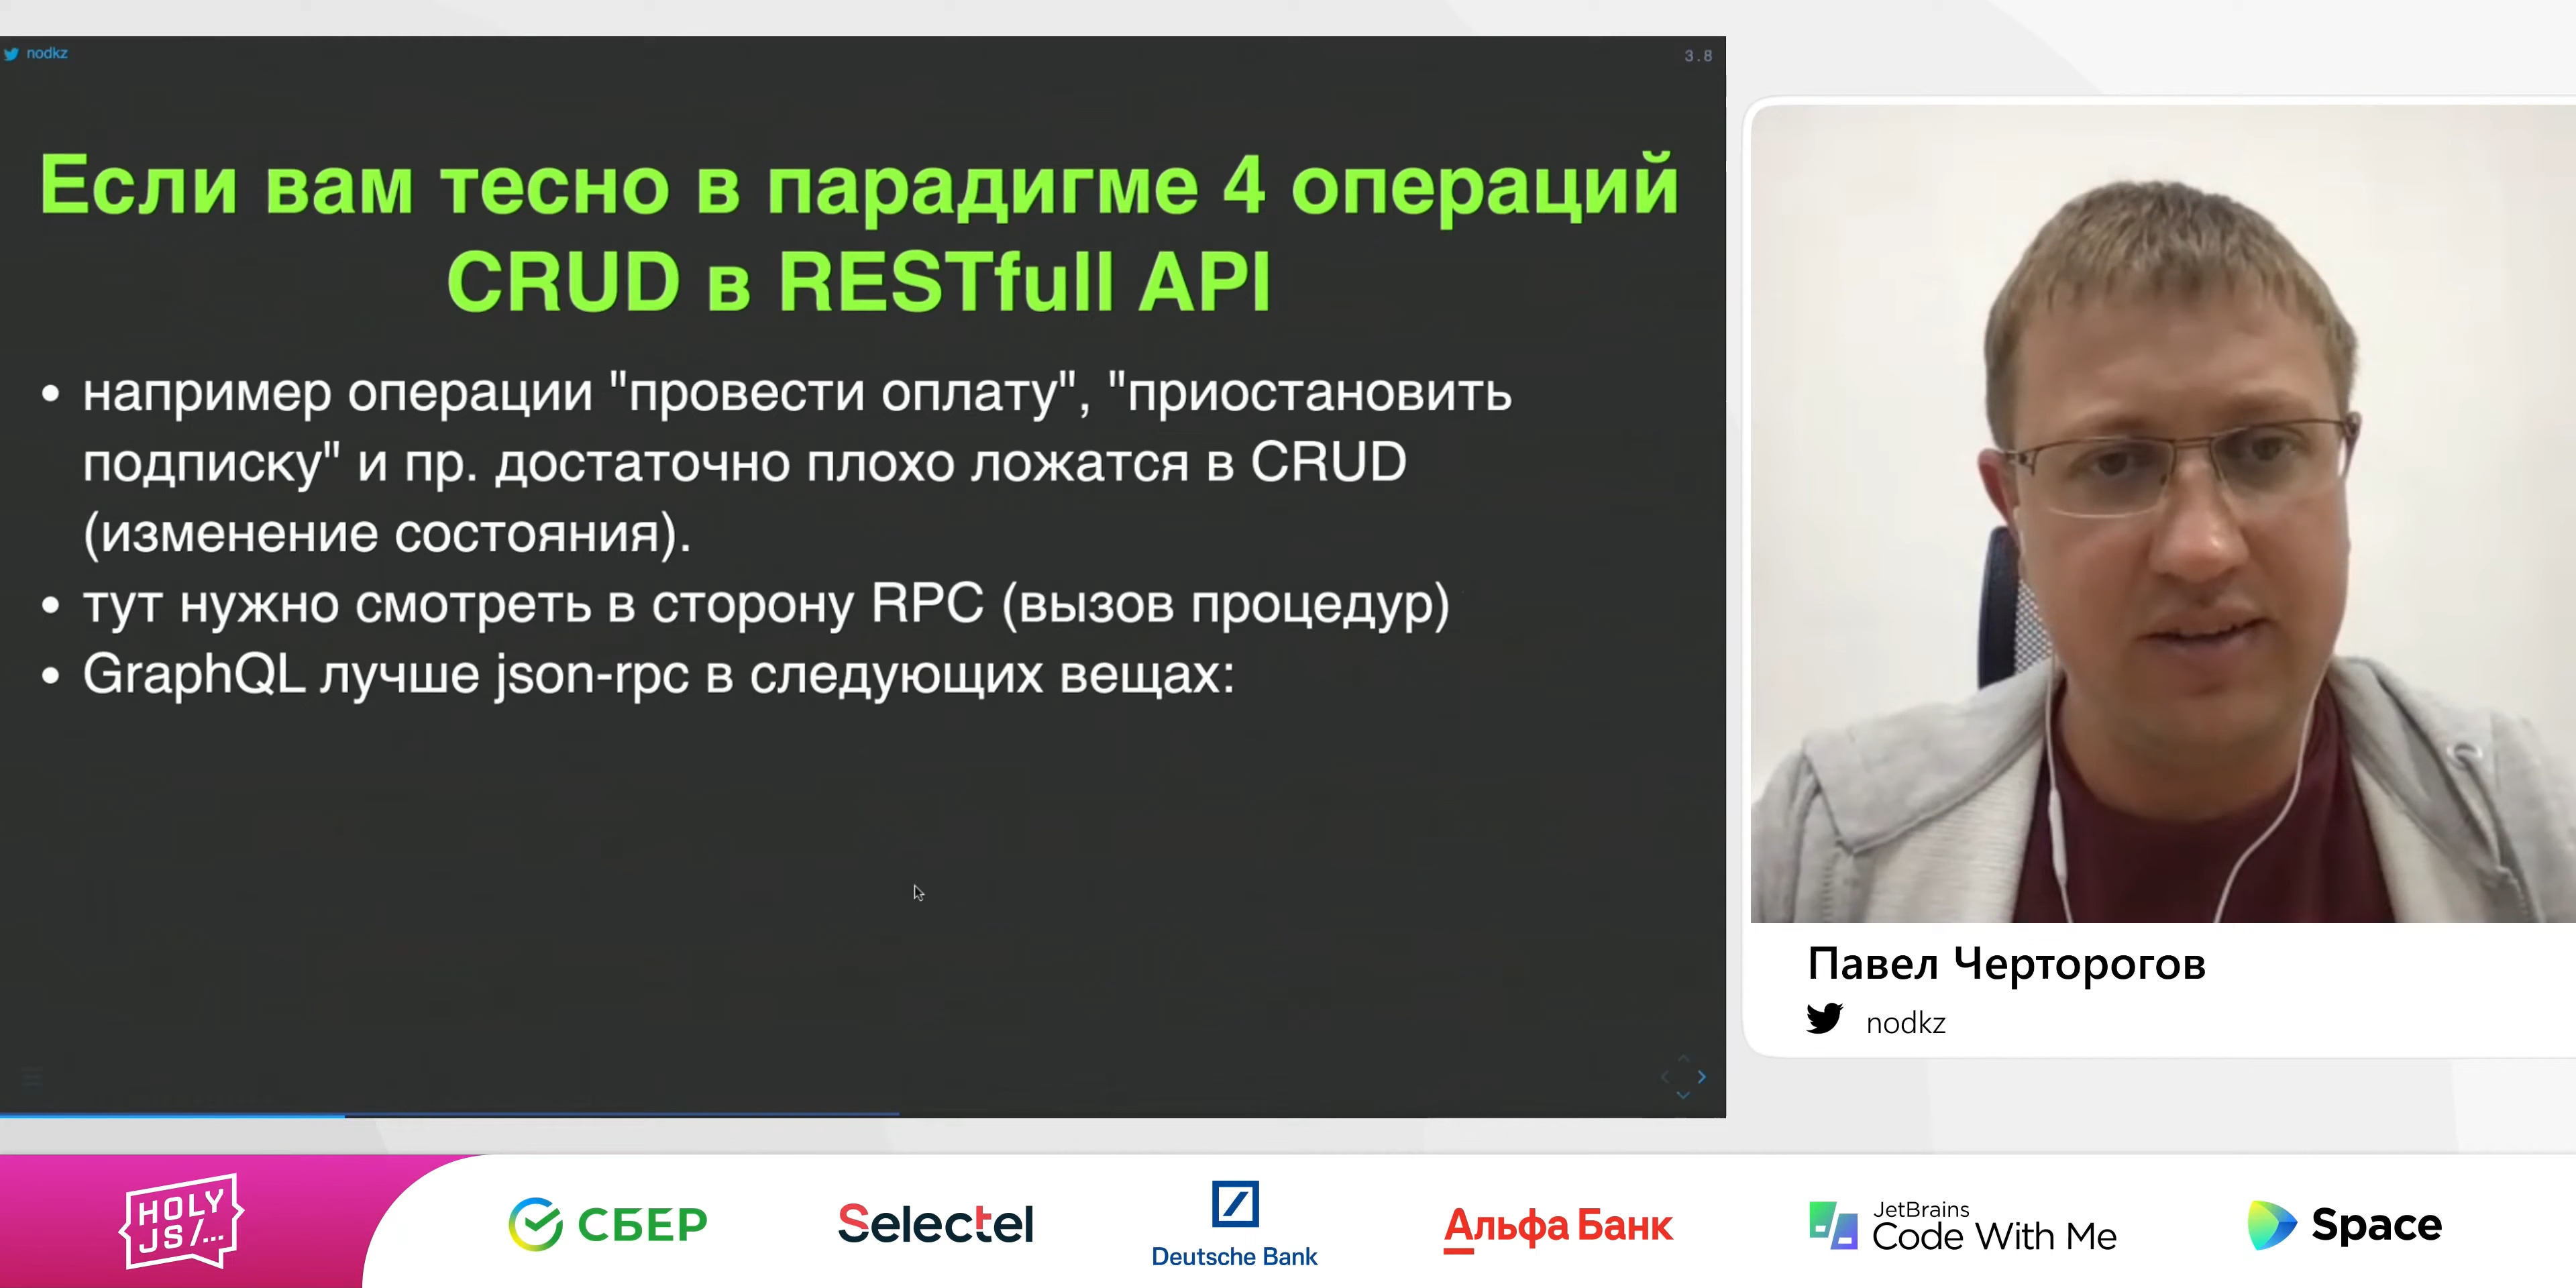 nodkz
3.8
Если вам тесно в парадигме 4 операций
CRUD в RESTfull API
• например операции "провести оплату", "приостановить
подписку" и пр. достаточно плохо ложатся в CRUD
(изменение состояния).
• тут нужно смотреть в сторону RPC (вызов процедур)
• GraphQL лучше json-rpc в следующих вещах:
Павел Черторогов
nodkz
HOLY
JS/...
СБЕР
Selectel
Deutsche Bank
Альфа Банк
JetBrains
Code With Me
Space